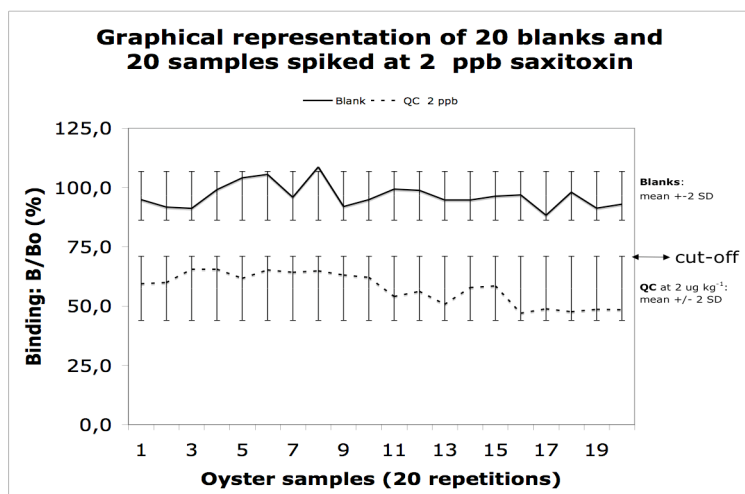 Graphical representation of 20 blanks and
20 samples spiked at 2 ppb saxitoxin
Blank QC 2 ppb
125,0
100,0
75,0
50,0
25,0
0,0
Binding: B/Bo (%)
Blanks:
mean +-2 SD
cut-off
QC at 2 ug kg⁻¹:
mean +/- 2 SD
1 3 5 7 9 11 13 15 17 19
Oyster samples (20 repetitions)